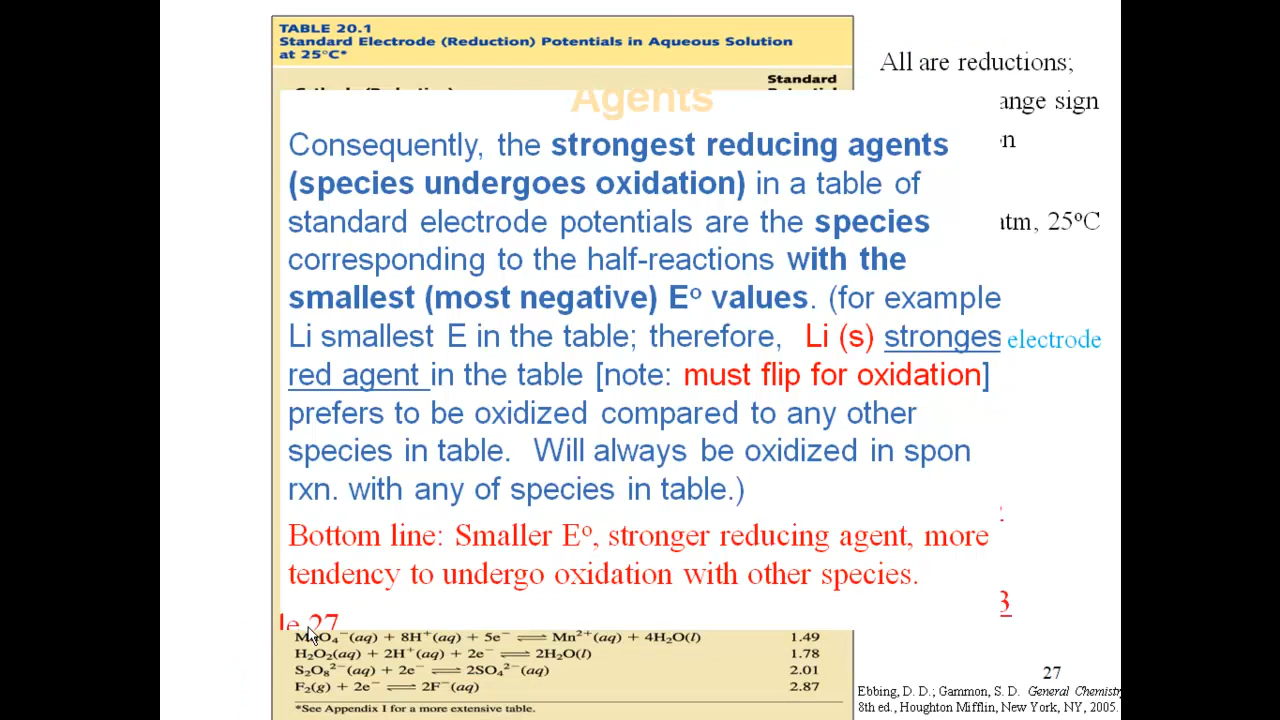 TABLE 20.1
Standard Electrode (Reduction) Potentials in Aqueous Solution
at 25°C*
Standard
All are reductions;
ange sign
on
atm, 25°C
electrode
3
Agents
Consequently, the strongest reducing agents
(species undergoes oxidation) in a table of
standard electrode potentials are the species
corresponding to the half-reactions with the
smallest (most negative) Eº values. (for example
Li smallest E in the table; therefore, Li (s) stronges
red agent in the table [note: must flip for oxidation]
prefers to be oxidized compared to any other
species in table. Will always be oxidized in spon
rxn. with any of species in table.)
Bottom line: Smaller Eº, stronger reducing agent, more
tendency to undergo oxidation with other species.
le 27
MnO₄⁻(aq) + 8H⁺(aq) + 5e⁻ ⇌ Mn²⁺(aq) + 4H₂O(l) 1.49
H₂O₂(aq) + 2H⁺(aq) + 2e⁻ ⇌ 2H₂O(l) 1.78
S₂O₈²⁻(aq) + 2e⁻ ⇌ 2SO₄²⁻(aq) 2.01
F₂(g) + 2e⁻ ⇌ 2F⁻(aq) 2.87
*See Appendix I for a more extensive table.
27
Ebbing, D. D.; Gammon, S. D. General Chemistry
8th ed., Houghton Mifflin, New York, NY, 2005.